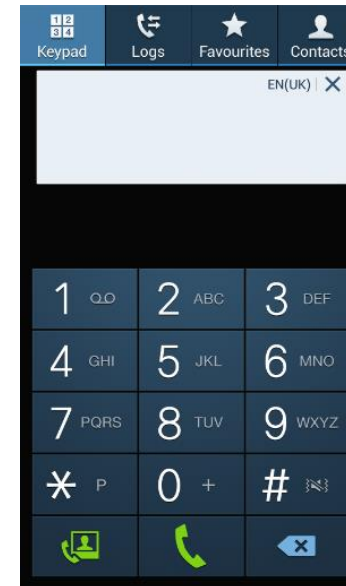 1 2
3 4
Keypad Logs Favourites Contacts
EN(UK)
1 2 ABC 3 DEF
4 GHI 5 JKL 6 MNO
7 PQRS 8 TUV 9 WXYZ
* P 0 + #